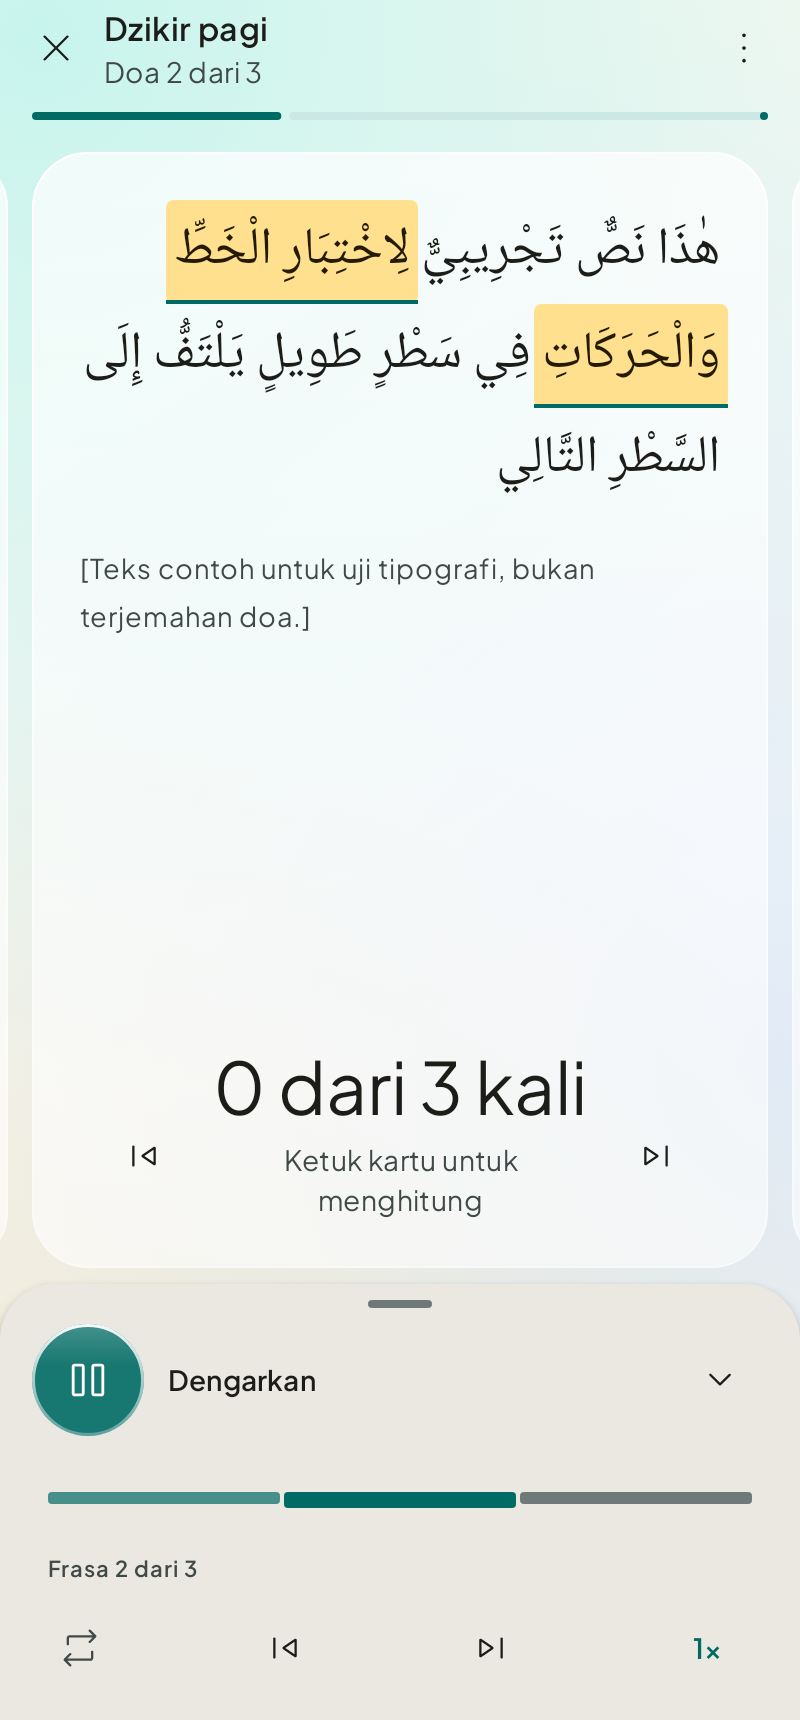 Dzikir pagi
Doa 2 dari 3
هٰذَا نَصٌّ تَجْرِيبِيٌّ لِاخْتِبَارِ الْخَطِّ
وَالْحَرَكَاتِ فِي سَطْرٍ طَوِيلٍ يَلْتَفُّ إِلَى
السَّطْرِ التَّالِي
[Teks contoh untuk uji tipografi, bukan
terjemahan doa.]
0 dari 3 kali
Ketuk kartu untuk
menghitung
Dengarkan
Frasa 2 dari 3
1×